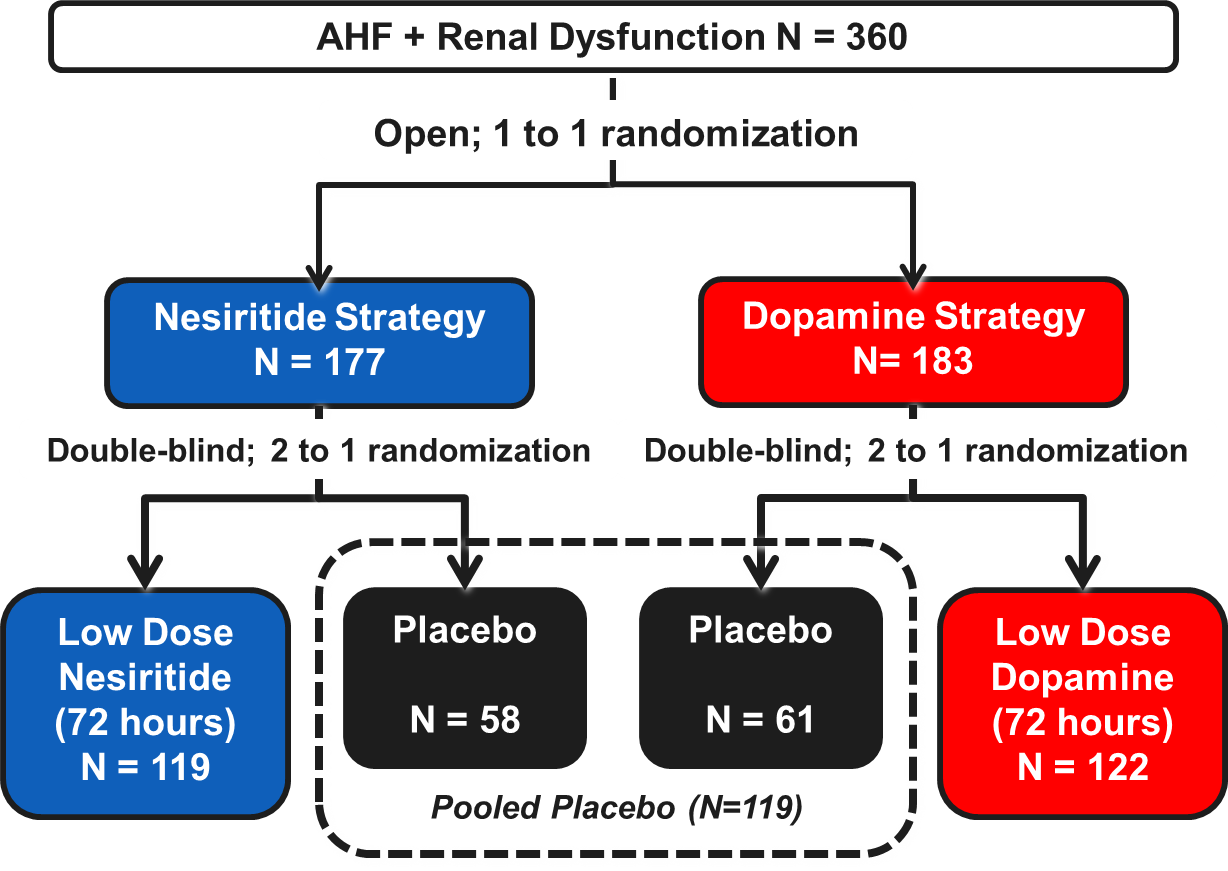 AHF + Renal Dysfunction N = 360
Open; 1 to 1 randomization
Nesiritide Strategy
N = 177
Dopamine Strategy
N= 183
Double-blind; 2 to 1 randomization
Double-blind; 2 to 1 randomization
Low Dose
Nesiritide
(72 hours)
N = 119
Placebo
N = 58
Placebo
N = 61
Low Dose
Dopamine
(72 hours)
N = 122
Pooled Placebo (N=119)